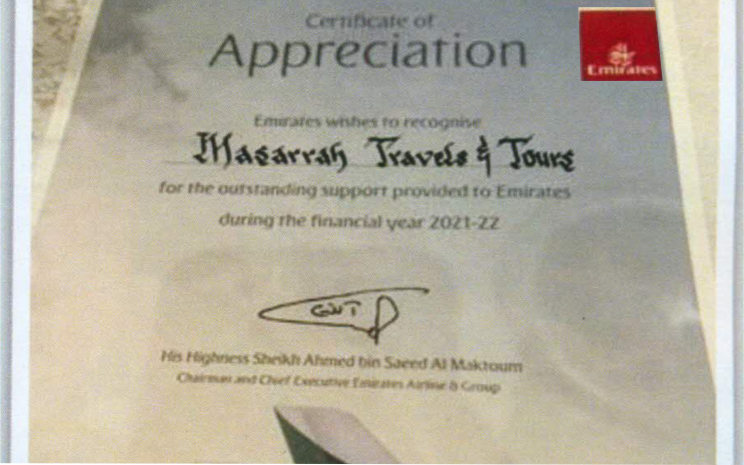 Certificate of
Appreciation
Emirates
Emirates wishes to recognise
Masarrah Travels & Tours
for the outstanding support provided to Emirates
during the financial year 2021-22
His Highness Sheikh Ahmed bin Saeed Al Maktoum
Chairman and Chief Executive Emirates Airline & Group